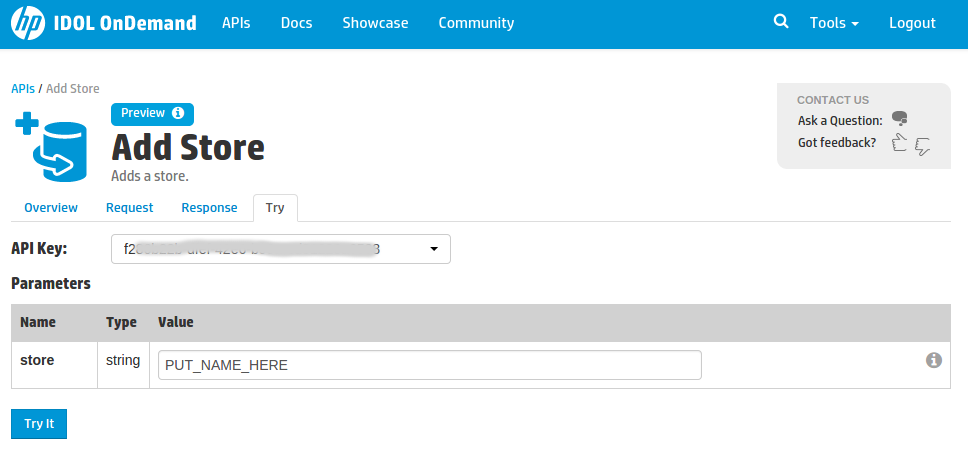 hp IDOL OnDemand APIs Docs Showcase Community Tools Logout
APIs / Add Store
Preview i
Add Store
Adds a store.
CONTACT US
Ask a Question:
Got feedback?
Overview Request Response Try
API Key:
Parameters
Name Type Value
store string PUT_NAME_HERE i
Try It